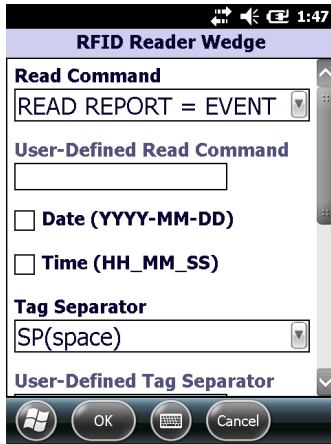 1:47
RFID Reader Wedge
Read Command
READ REPORT = EVENT
User-Defined Read Command
Date (YYYY-MM-DD)
Time (HH_MM_SS)
Tag Separator
SP(space)
User-Defined Tag Separator
OK
Cancel